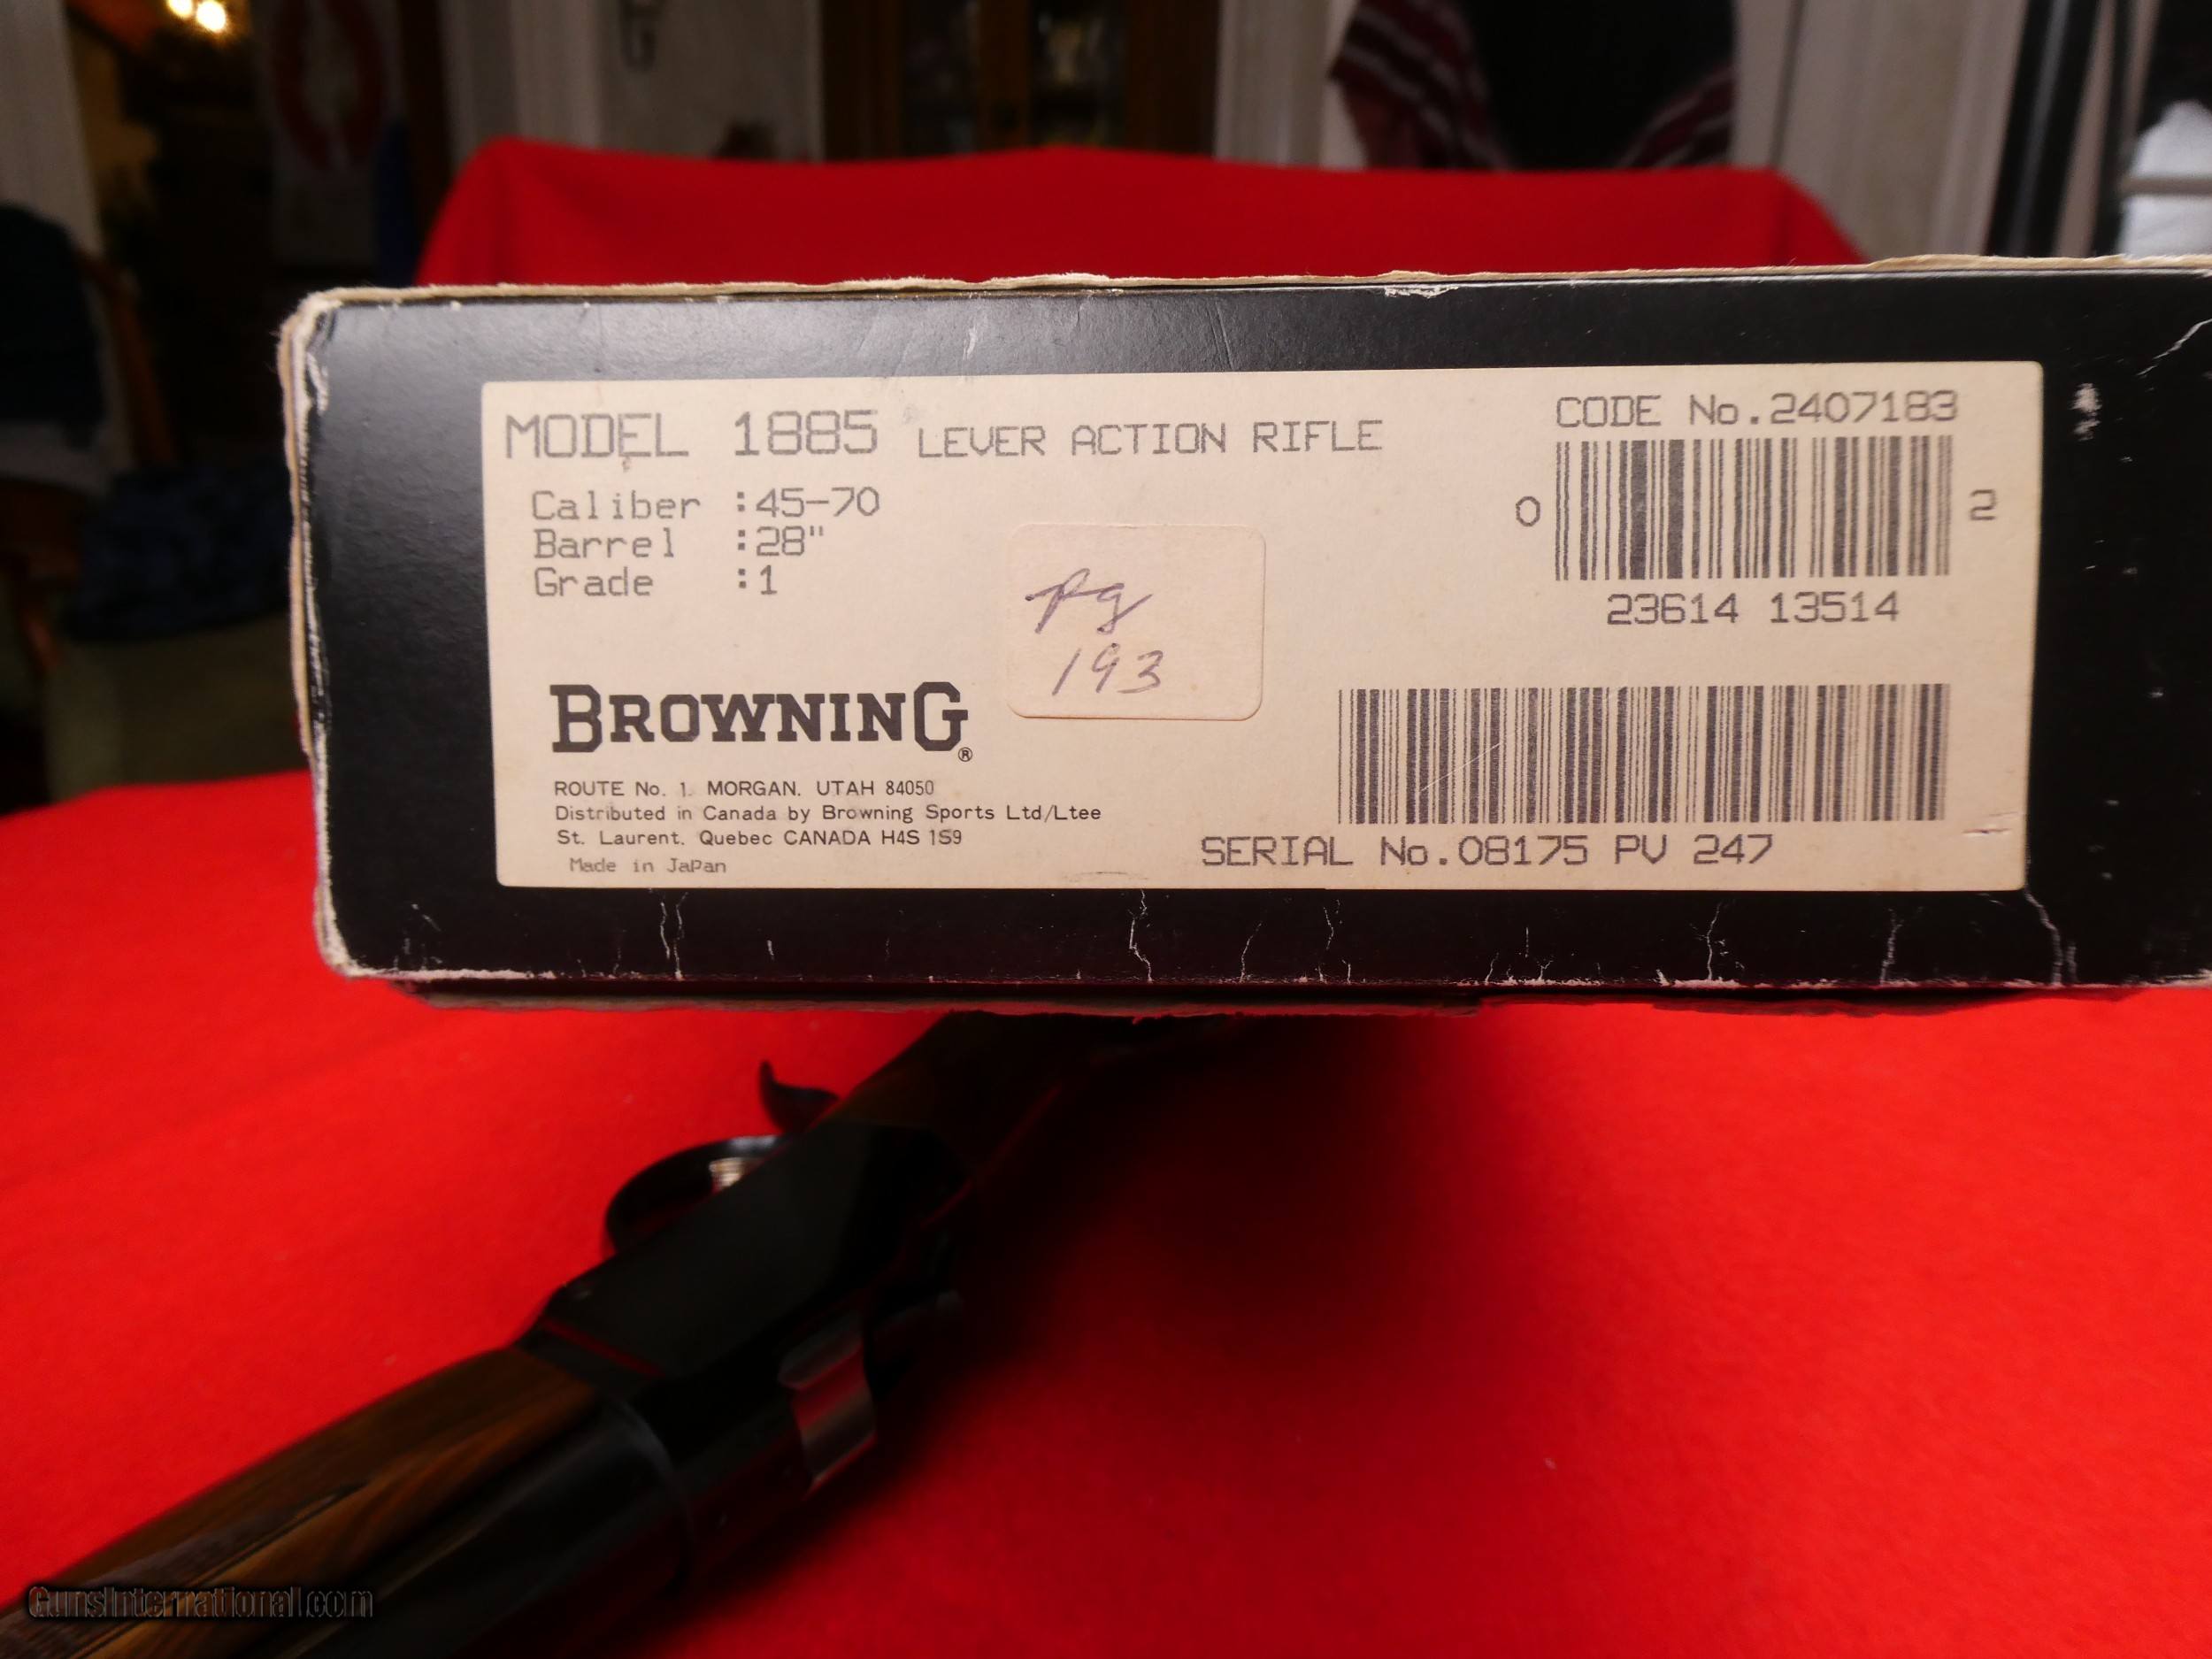 MODEL 1885 LEVER ACTION RIFLE
Caliber :45-70
Barrel :28"
Grade :1
CODE No.2407183
0 2
23614 13514
pg
193
BROWNING®
ROUTE No. 1. MORGAN. UTAH 84050
Distributed in Canada by Browning Sports Ltd/Ltee
St. Laurent. Quebec CANADA H4S 1S9
Made in Japan
SERIAL No.08175 PV 247
GunsInternational.com